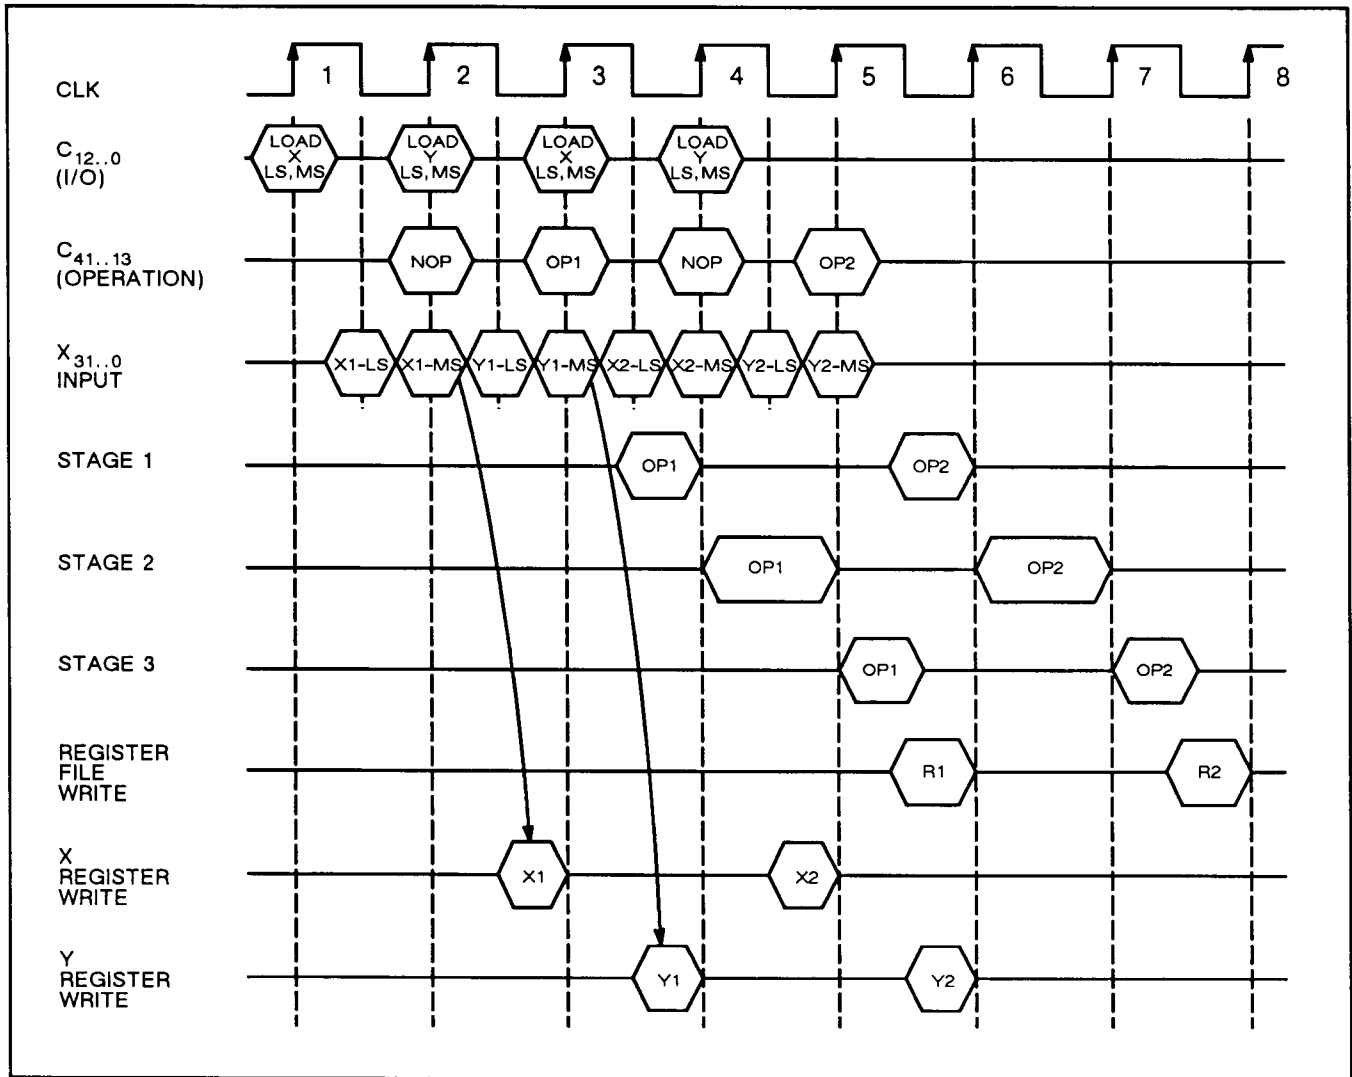 1 2 3 4 5 6 7 8
CLK
C12..0
(I/O)
LOAD X LS,MS
LOAD Y LS,MS
LOAD X LS,MS
LOAD Y LS,MS
C41..13
(OPERATION)
NOP OP1 NOP OP2
X31..0
INPUT
X1-LS X1-MS Y1-LS Y1-MS X2-LS X2-MS Y2-LS Y2-MS
STAGE 1
OP1 OP2
STAGE 2
OP1 OP2
STAGE 3
OP1 OP2
REGISTER
FILE
WRITE
R1 R2
X
REGISTER
WRITE
X1 X2
Y
REGISTER
WRITE
Y1 Y2